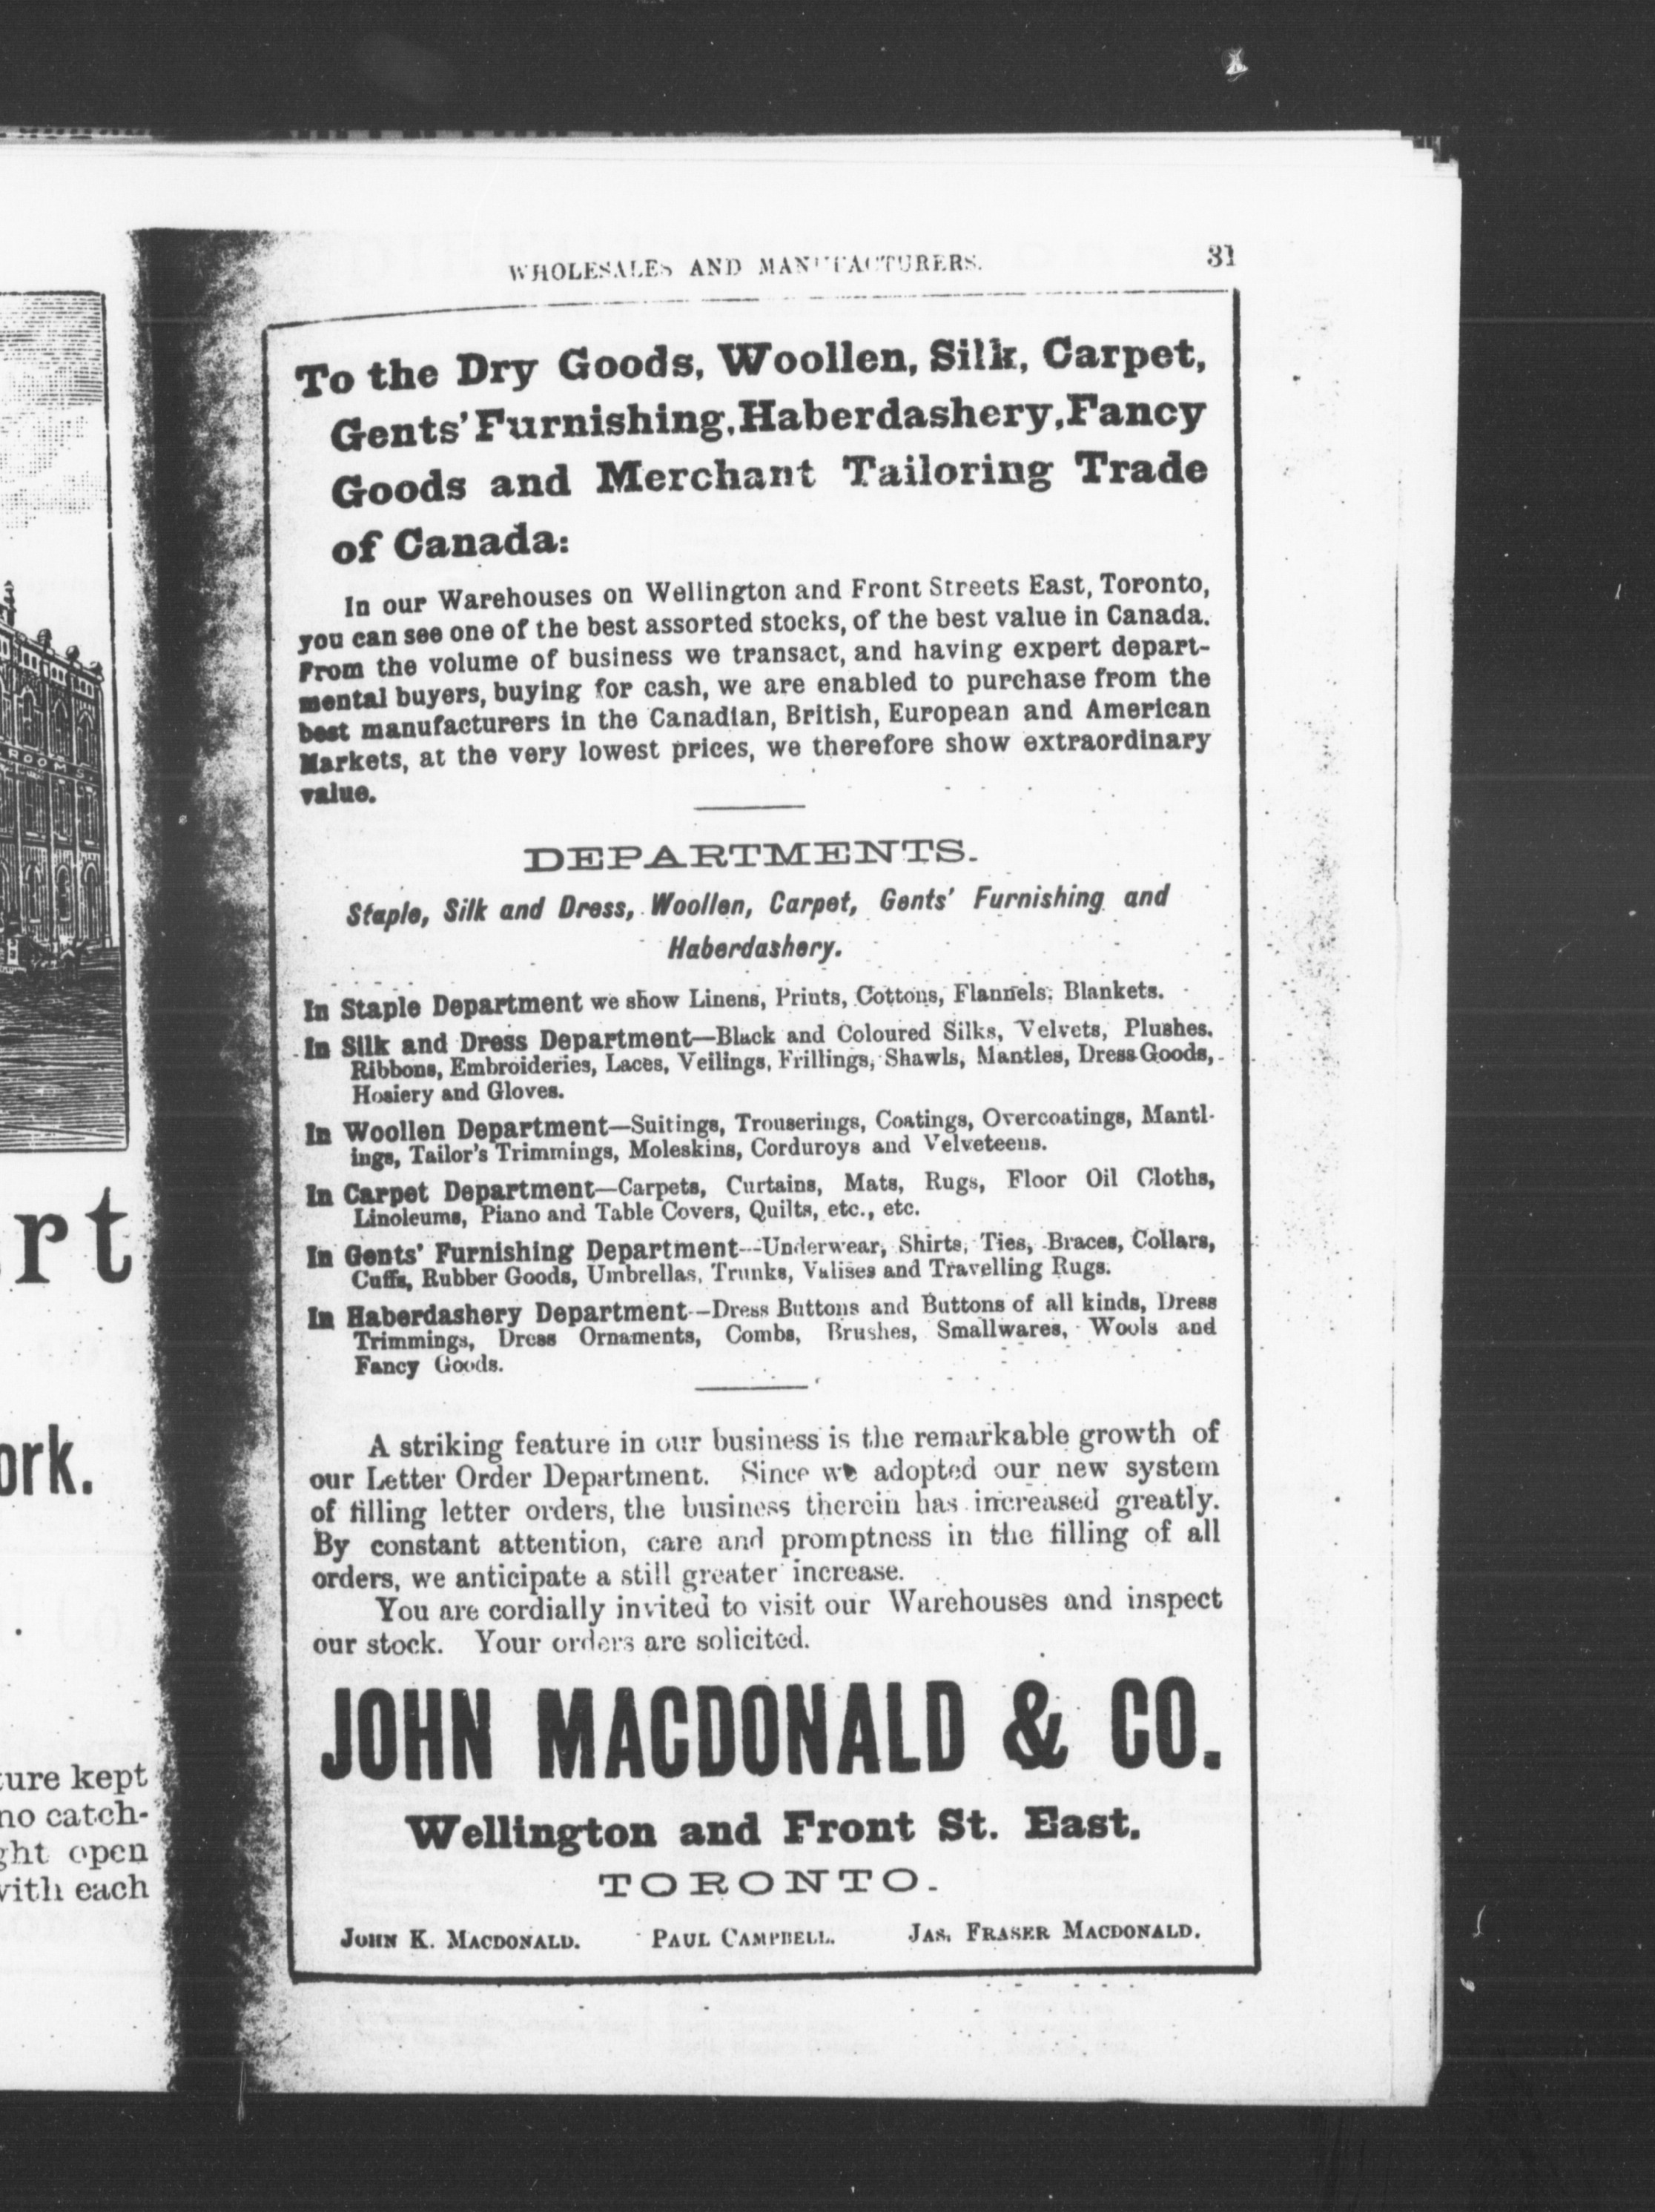 ROOMS.
rt
ork.
ture kept
no catch-
ght open
with each
WHOLESALES AND MANUFACTURERS. 31
To the Dry Goods, Woollen, Silk, Carpet,
Gents' Furnishing, Haberdashery, Fancy
Goods and Merchant Tailoring Trade
of Canada:
In our Warehouses on Wellington and Front Streets East, Toronto,
you can see one of the best assorted stocks, of the best value in Canada.
From the volume of business we transact, and having expert depart-
mental buyers, buying for cash, we are enabled to purchase from the
best manufacturers in the Canadian, British, European and American
Markets, at the very lowest prices, we therefore show extraordinary
value.
DEPARTMENTS.
Staple, Silk and Dress, Woollen, Carpet, Gents' Furnishing and
Haberdashery.
In Staple Department we show Linens, Prints, Cottons, Flannels, Blankets.
In Silk and Dress Department—Black and Coloured Silks, Velvets, Plushes.
Ribbons, Embroideries, Laces, Veilings, Frillings, Shawls, Mantles, Dress Goods,
Hosiery and Gloves.
In Woollen Department—Suitings, Trouserings, Coatings, Overcoatings, Mantl-
ings, Tailor's Trimmings, Moleskins, Corduroys and Velveteens.
In Carpet Department—Carpets, Curtains, Mats, Rugs, Floor Oil Cloths,
Linoleums, Piano and Table Covers, Quilts, etc., etc.
In Gents' Furnishing Department—Underwear, Shirts, Ties, Braces, Collars,
Cuffs, Rubber Goods, Umbrellas, Trunks, Valises and Travelling Rugs.
In Haberdashery Department—Dress Buttons and Buttons of all kinds, Dress
Trimmings, Dress Ornaments, Combs, Brushes, Smallwares, Wools and
Fancy Goods.
A striking feature in our business is the remarkable growth of
our Letter Order Department. Since we adopted our new system
of filling letter orders, the business therein has increased greatly.
By constant attention, care and promptness in the filling of all
orders, we anticipate a still greater increase.
You are cordially invited to visit our Warehouses and inspect
our stock. Your orders are solicited.
JOHN MACDONALD & CO.
Wellington and Front St. East.
TORONTO.
JOHN K. MACDONALD. PAUL CAMPBELL. JAS. FRASER MACDONALD.